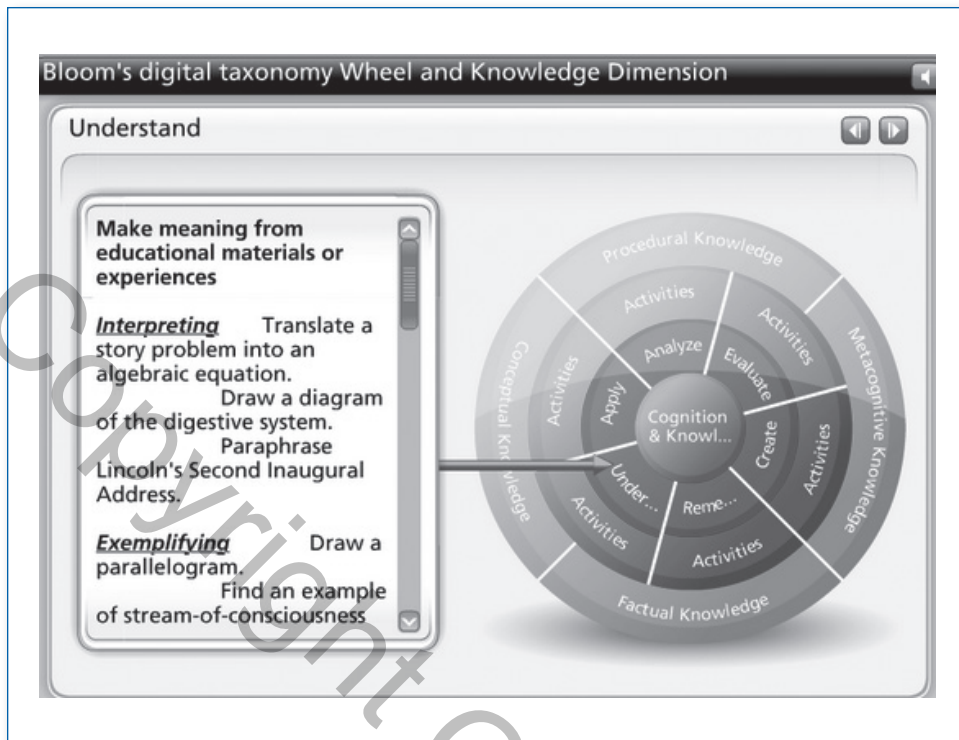 Bloom's digital taxonomy Wheel and Knowledge Dimension
Understand
Make meaning from
educational materials or
experiences
Interpreting Translate a
story problem into an
algebraic equation.
Draw a diagram
of the digestive system.
Paraphrase
Lincoln's Second Inaugural
Address.
Exemplifying Draw a
parallelogram.
Find an example
of stream-of-consciousness
Procedural Knowledge
Metacognitive Knowledge
Factual Knowledge
Conceptual Knowledge
Activities
Activities
Activities
Activities
Activities
Activities
Analyze
Evaluate
Create
Reme...
Under...
Apply
Cognition
& Knowl...
Copyright